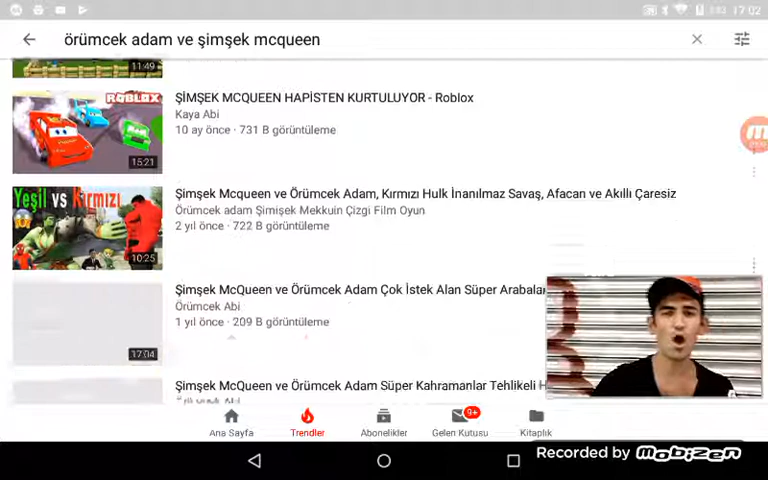 17:02
örümcek adam ve şimşek mcqueen
11:49
ROBLOX
15:21
ŞİMŞEK MCQUEEN HAPİSTEN KURTULUYOR - Roblox
Kaya Abi
10 ay önce · 731 B görüntüleme
Yeşil vs Kırmızı
10:25
Şimşek Mcqueen ve Örümcek Adam, Kırmızı Hulk İnanılmaz Savaş, Afacan ve Akıllı Çaresiz
Örümcek adam Şimişek Mekkuin Çizgi Film Oyun
2 yıl önce · 722 B görüntüleme
17:04
Şimşek McQueen ve Örümcek Adam Çok İstek Alan Süper Arabalar
Örümcek Abi
1 yıl önce · 209 B görüntüleme
Şimşek McQueen ve Örümcek Adam Süper Kahramanlar Tehlikeli
Ana Sayfa
Trendler
Abonelikler
9+
Gelen Kutusu
Kitaplık
Recorded by Mobizen